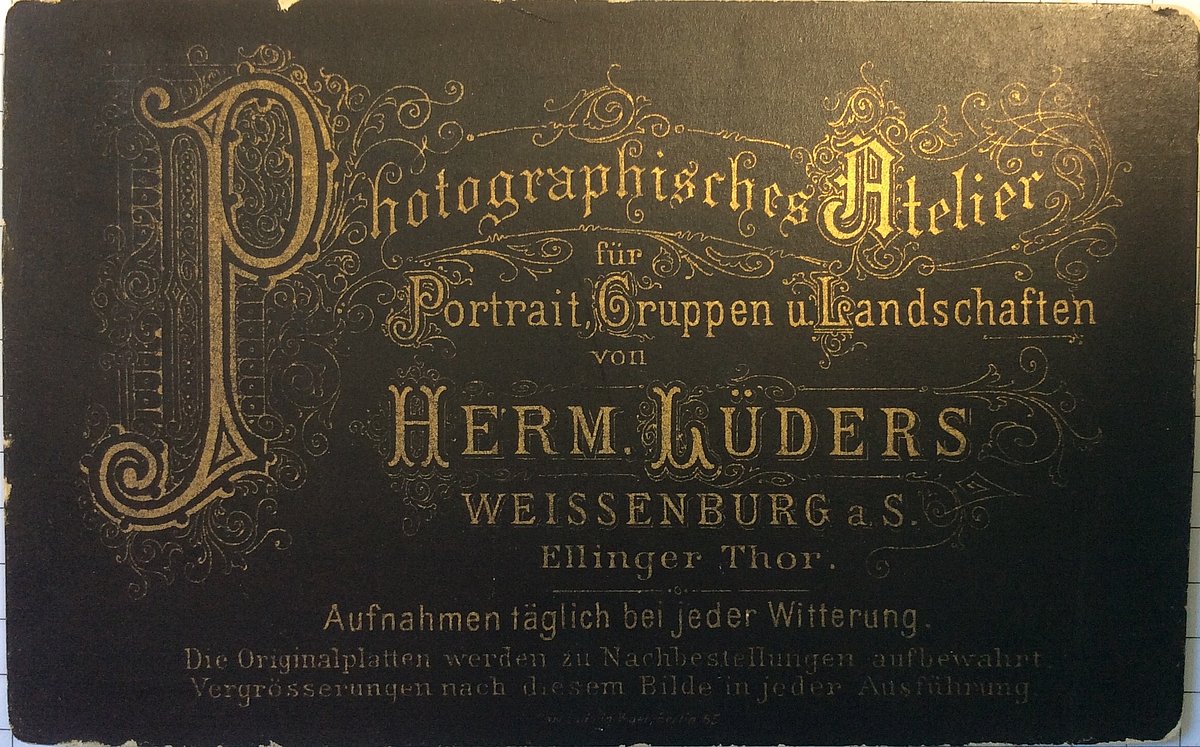 Photographisches Atelier
für
Portrait, Gruppen u. Landschaften
von
HERM. LÜDERS
WEISSENBURG a. S.
Ellinger Thor.
Aufnahmen täglich bei jeder Witterung.
Die Originalplatten werden zu Nachbestellungen aufbewahrt.
Vergrösserungen nach diesem Bilde in jeder Ausführung.